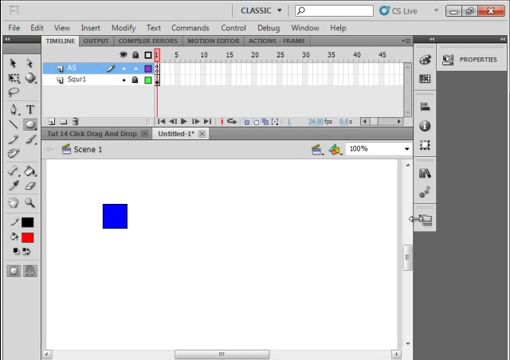 Fl
CLASSIC
CS Live
File Edit View Insert Modify Text Commands Control Debug Window Help
TIMELINE OUTPUT COMPILER ERRORS MOTION EDITOR ACTIONS - FRAME
1 5 10 15 20 25 30 35 40 45
AS
Squr1
1 24.00 fps 0.0 s
Tut 14 Click Drag And Drop Untitled-1*
Scene 1 100%
PROPERTIES
T